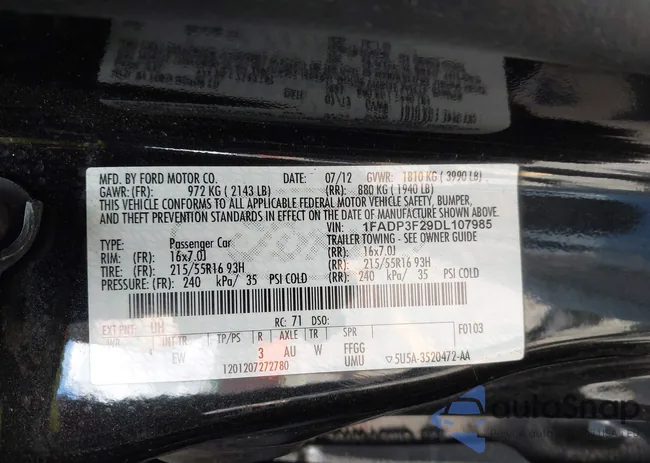 MFD. BY FORD MOTOR CO. DATE: 07/12 GVWR: 1810 KG ( 3990 LB)
GAWR: (FR): 972 KG ( 2143 LB) (RR): 880 KG ( 1940 LB)
THIS VEHICLE CONFORMS TO ALL APPLICABLE FEDERAL MOTOR VEHICLE SAFETY, BUMPER,
AND THEFT PREVENTION STANDARDS IN EFFECT ON THE DATE OF MANUFACTURE SHOWN ABOVE.
VIN: 1FADP3F29DL107985
TYPE: Passenger Car TRAILER TOWING - SEE OWNER GUIDE
RIM: (FR): 16x7.0J (RR): 16x7.0J
TIRE: (FR): 215/55R16 93H (RR): 215/55R16 93H
PRESSURE: (FR): 240 kPa/ 35 PSI COLD (RR): 240 kPa/ 35 PSI COLD
EXT PNT: UH RC: 71 DSO: F0103
INT TR TP/PS R AXLE TR SPR
EW 3 AU W FFGG
UMU
1201207272780 ▽5U5A-3520472-AA
autoSnap